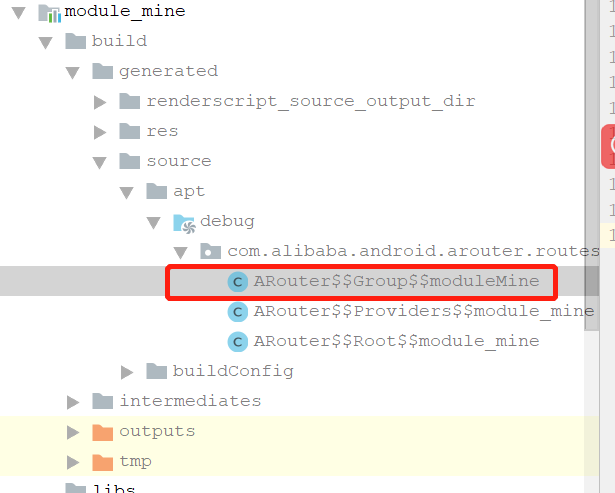 module_mine
build
generated
renderscript_source_output_dir
res
source
apt
debug
com.alibaba.android.arouter.routes
ARouter$$Group$$moduleMine
ARouter$$Providers$$module_mine
ARouter$$Root$$module_mine
buildConfig
intermediates
outputs
tmp
libs